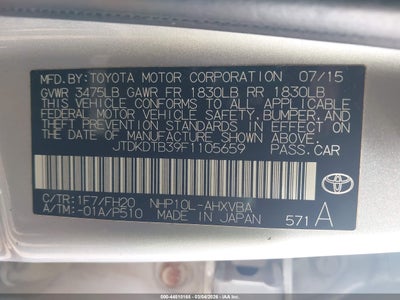 MFD. BY: TOYOTA MOTOR CORPORATION 07/15
GVWR 3475LB GAWR FR 1830LB RR 1830LB
THIS VEHICLE CONFORMS TO ALL APPLICABLE
FEDERAL MOTOR VEHICLE SAFETY, BUMPER, AND
THEFT PREVENTION STANDARDS IN EFFECT ON
THE DATE OF MANUFACTURE SHOWN ABOVE.
JTDKDTB39F1105659 PASS.CAR
C/TR:1F7/FH20 NHP10L-AHXVBA
A/TM:-01A/P510 MADE IN JAPAN 571 A
TOYOTA